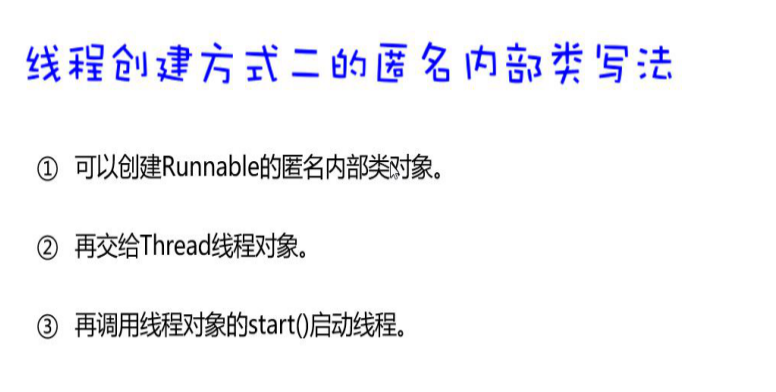 线程创建方式二的匿名内部类写法
① 可以创建Runnable的匿名内部类对象。
② 再交给Thread线程对象。
③ 再调用线程对象的start()启动线程。